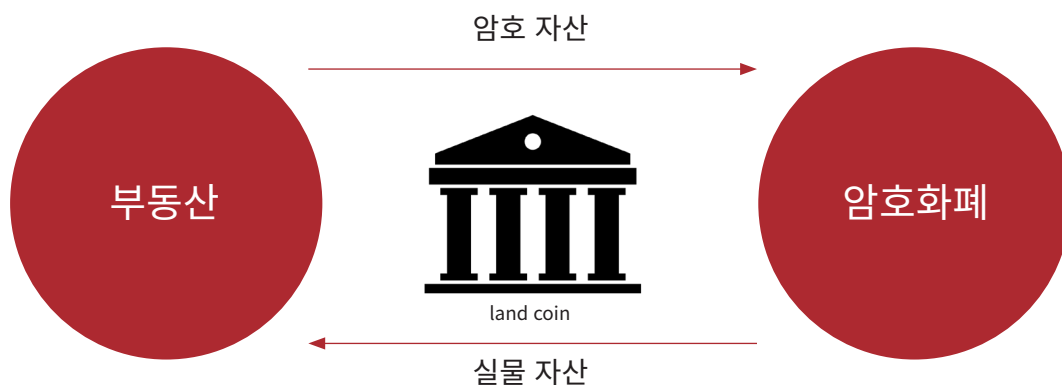 암호 자산
부동산
암호화폐
land coin
실물 자산